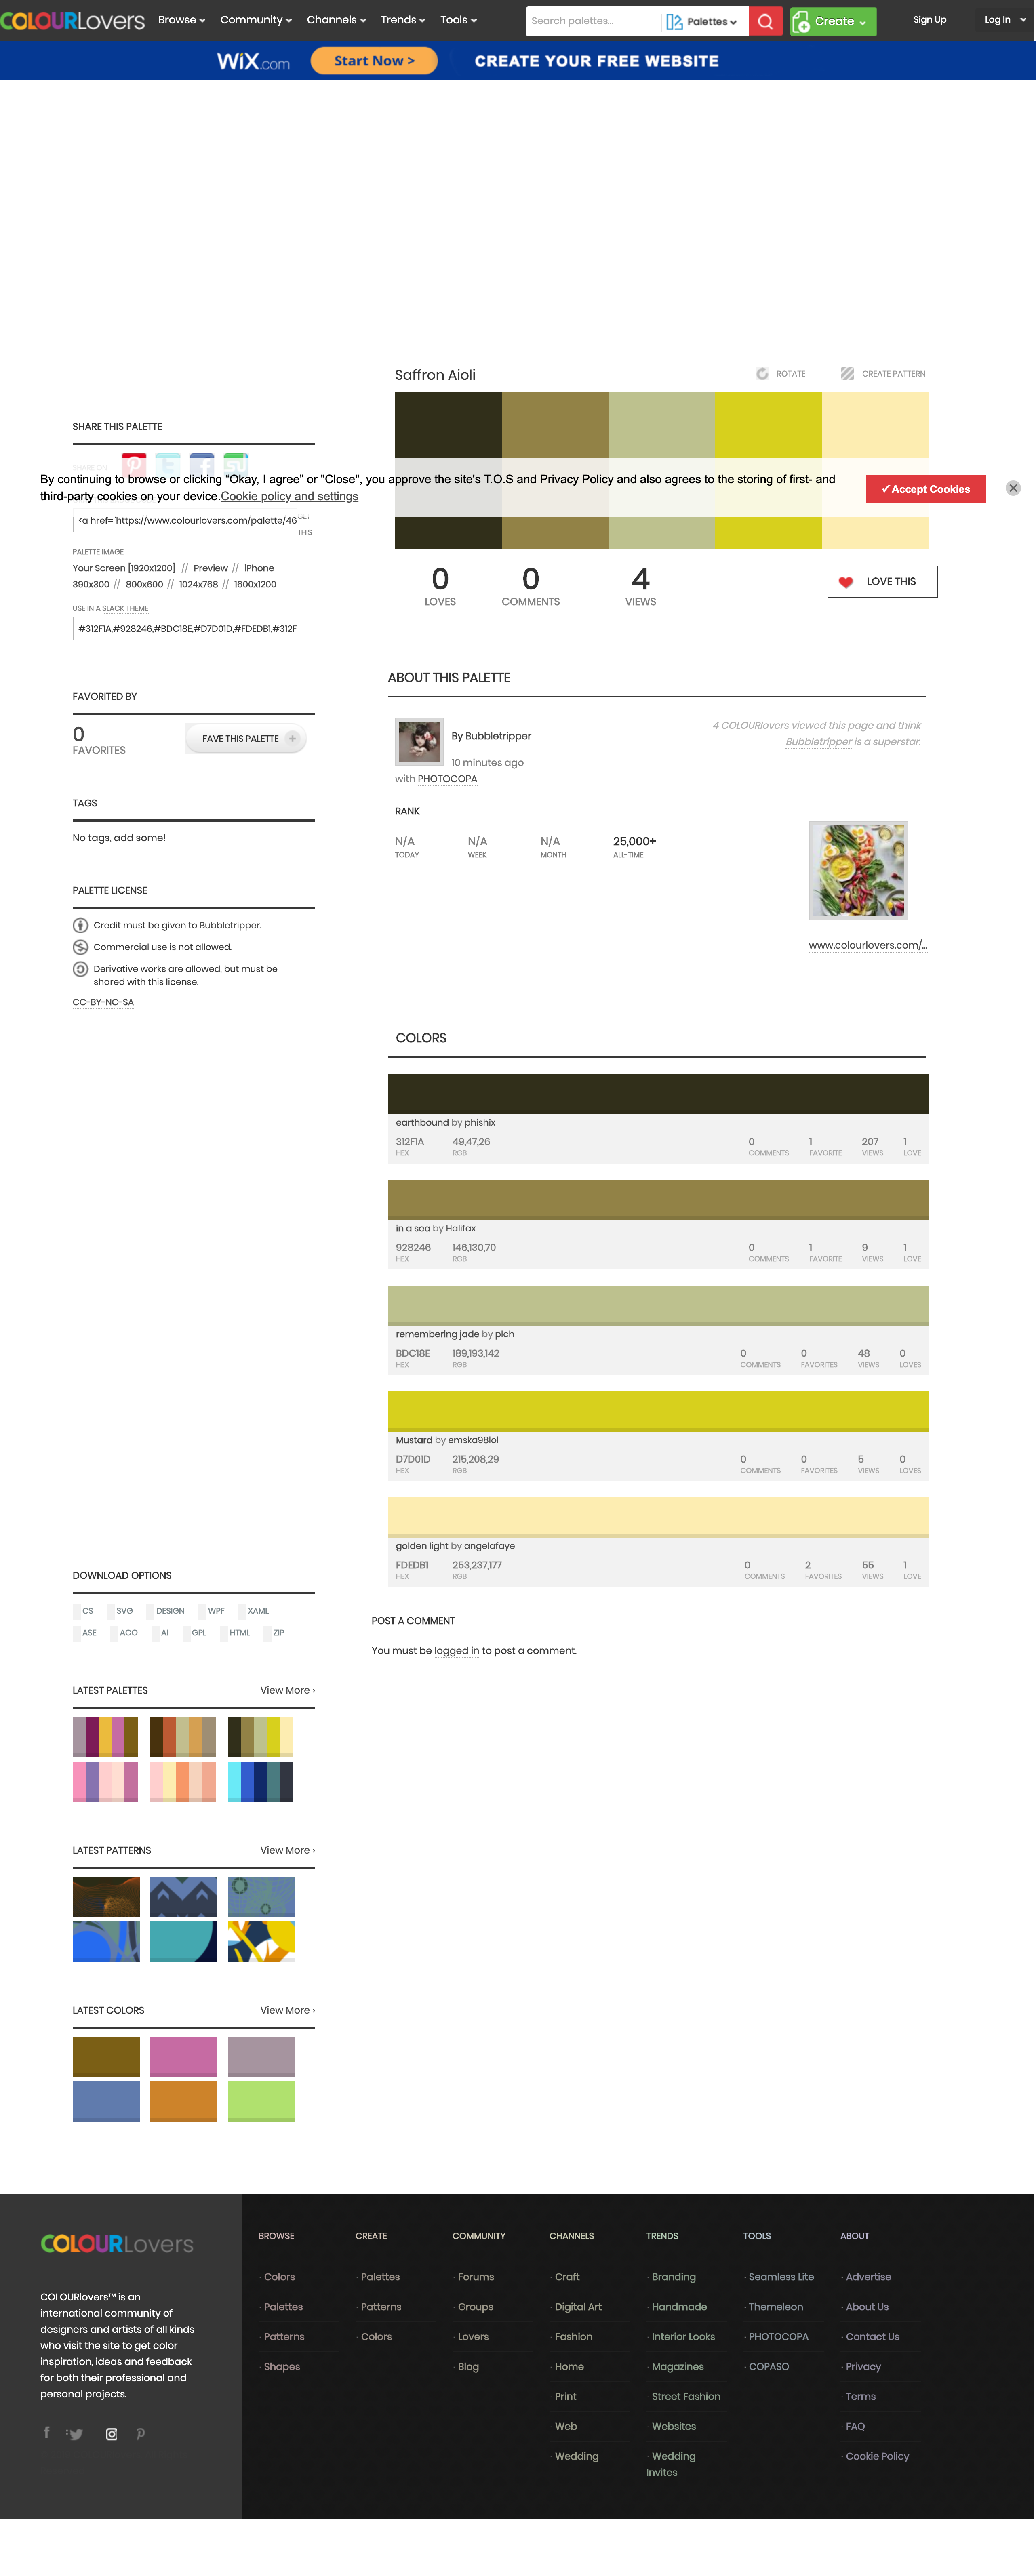 COLOURLovers
Browse
Community
Channels
Trends
Tools
Search palettes...
Palettes
Create
Sign Up
Log In
WiX.com
Start Now >
CREATE YOUR FREE WEBSITE
Saffron Aioli
ROTATE
CREATE PATTERN
SHARE THIS PALETTE
SHARE ON
By continuing to browse or clicking "Okay, I agree" or "Close", you approve the site's T.O.S and Privacy Policy and also agrees to the storing of first- and
third-party cookies on your device.Cookie policy and settings
✓Accept Cookies
<a href="https://www.colourlovers.com/palette/46
THIS
PALETTE IMAGE
Your Screen [1920x1200] // Preview // iPhone
390x300 // 800x600 // 1024x768 // 1600x1200
USE IN A SLACK THEME
#312F1A,#928246,#BDC18E,#D7D01D,#FDEDB1,#312F
0
LOVES
0
COMMENTS
4
VIEWS
LOVE THIS
ABOUT THIS PALETTE
FAVORITED BY
0
FAVORITES
FAVE THIS PALETTE
By Bubbletripper
10 minutes ago
with PHOTOCOPA
4 COLOURlovers viewed this page and think
Bubbletripper is a superstar.
RANK
N/A
TODAY
N/A
WEEK
N/A
MONTH
25,000+
ALL-TIME
www.colourlovers.com/...
TAGS
No tags, add some!
PALETTE LICENSE
Credit must be given to Bubbletripper.
Commercial use is not allowed.
Derivative works are allowed, but must be
shared with this license.
CC-BY-NC-SA
COLORS
earthbound by phishix
312F1A 49,47,26 0 1 207 1
HEX RGB COMMENTS FAVORITE VIEWS LOVE
in a sea by Halifax
928246 146,130,70 0 1 9 1
HEX RGB COMMENTS FAVORITE VIEWS LOVE
remembering jade by plch
BDC18E 189,193,142 0 0 48 0
HEX RGB COMMENTS FAVORITES VIEWS LOVES
Mustard by emska98lol
D7D01D 215,208,29 0 0 5 0
HEX RGB COMMENTS FAVORITES VIEWS LOVES
golden light by angelafaye
FDEDB1 253,237,177 0 2 55 1
HEX RGB COMMENTS FAVORITES VIEWS LOVE
POST A COMMENT
You must be logged in to post a comment.
DOWNLOAD OPTIONS
CS SVG DESIGN WPF XAML
ASE ACO AI GPL HTML ZIP
LATEST PALETTES View More ›
LATEST PATTERNS View More ›
LATEST COLORS View More ›
COLOURLovers
COLOURlovers™ is an
international community of
designers and artists of all kinds
who visit the site to get color
inspiration, ideas and feedback
for both their professional and
personal projects.
BROWSE
· Colors
· Palettes
· Patterns
· Shapes
CREATE
· Palettes
· Patterns
· Colors
COMMUNITY
· Forums
· Groups
· Lovers
· Blog
CHANNELS
· Craft
· Digital Art
· Fashion
· Home
· Print
· Web
· Wedding
TRENDS
· Branding
· Handmade
· Interior Looks
· Magazines
· Street Fashion
· Websites
· Wedding
Invites
TOOLS
· Seamless Lite
· Themeleon
· PHOTOCOPA
· COPASO
ABOUT
· Advertise
· About Us
· Contact Us
· Privacy
· Terms
· FAQ
· Cookie Policy